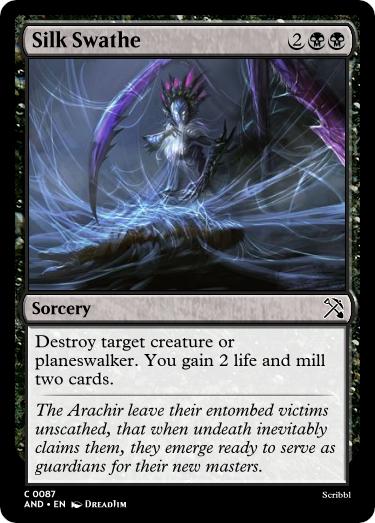 Silk Swathe 2
Sorcery
Destroy target creature or
planeswalker. You gain 2 life and mill
two cards.
The Arachir leave their entombed victims
unscathed, that when undeath inevitably
claims them, they emerge ready to serve as
guardians for their new masters.
C 0087
Scribbl
AND • EN DREADJIM